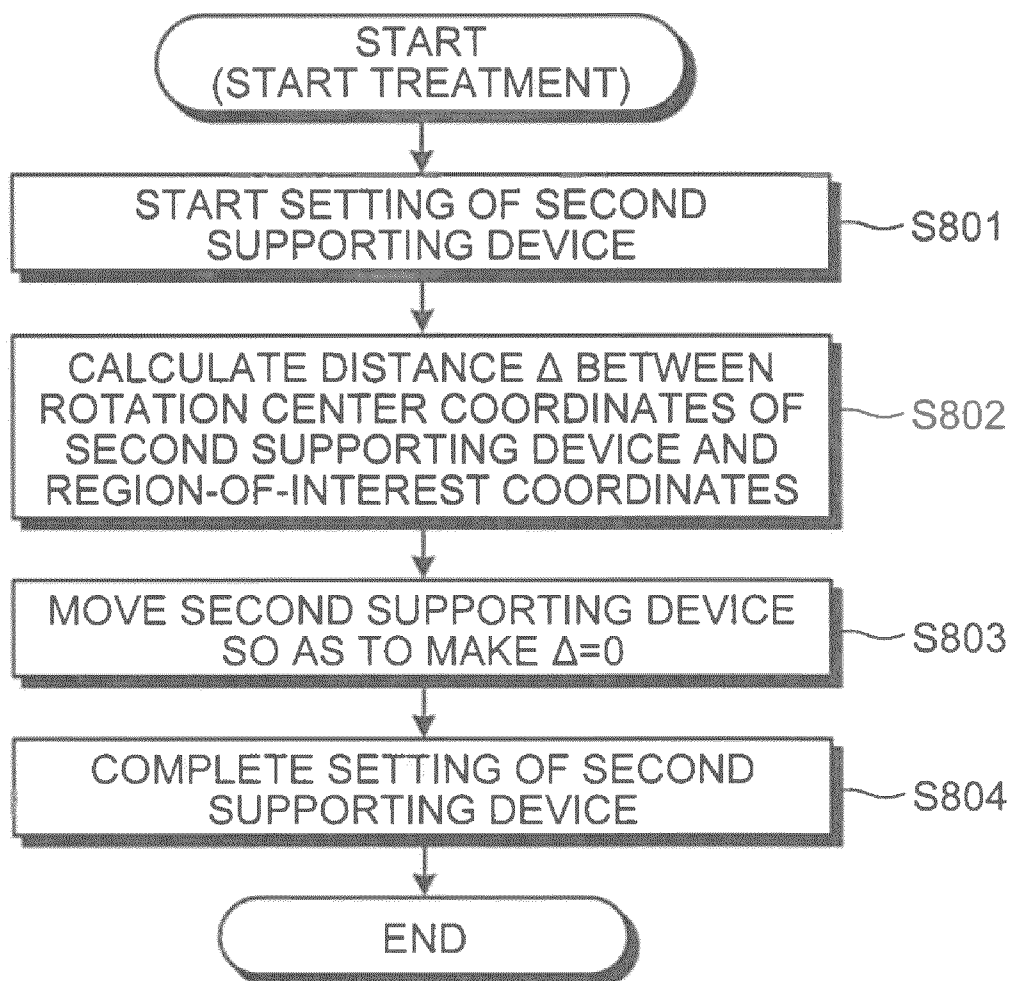 START
(START TREATMENT)
START SETTING OF SECOND
SUPPORTING DEVICE
S801
CALCULATE DISTANCE Δ BETWEEN
ROTATION CENTER COORDINATES OF
SECOND SUPPORTING DEVICE AND
REGION-OF-INTEREST COORDINATES
S802
MOVE SECOND SUPPORTING DEVICE
SO AS TO MAKE Δ=0
S803
COMPLETE SETTING OF SECOND
SUPPORTING DEVICE
S804
END